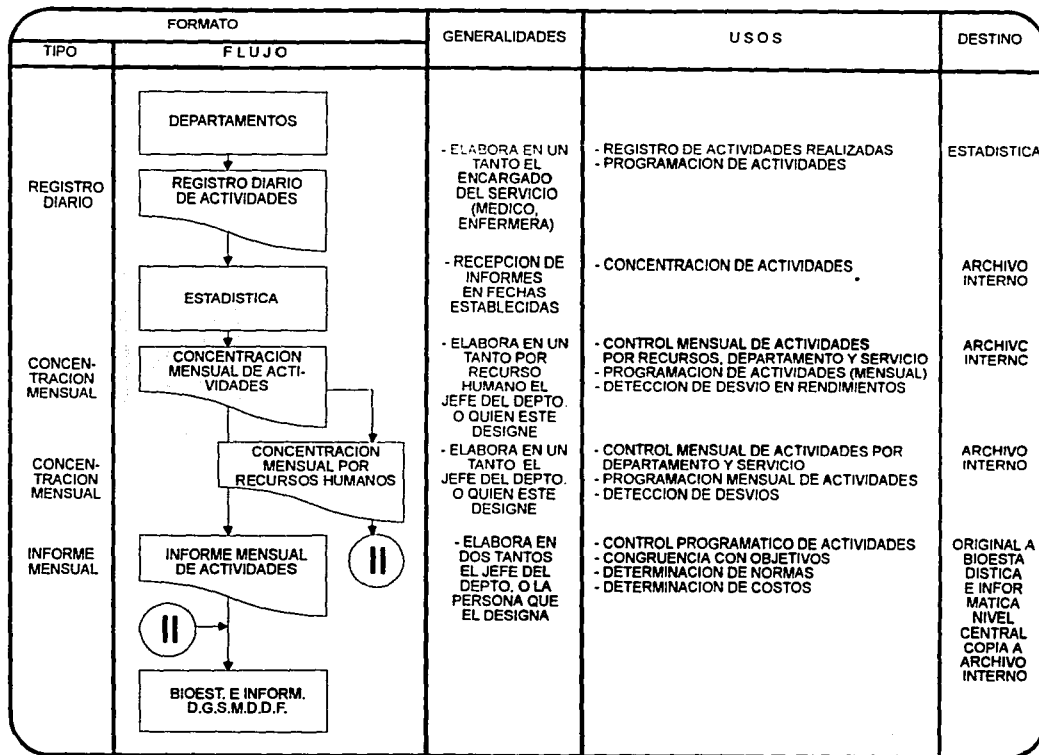 FORMATO
TIPO
FLUJO
GENERALIDADES
USOS
DESTINO
DEPARTAMENTOS
REGISTRO
DIARIO
REGISTRO DIARIO
DE ACTIVIDADES
- ELABORA EN UN
TANTO EL
ENCARGADO
DEL SERVICIO
(MEDICO,
ENFERMERA)
- REGISTRO DE ACTIVIDADES REALIZADAS
- PROGRAMACION DE ACTIVIDADES
ESTADISTICA
ESTADISTICA
- RECEPCION DE
INFORMES
EN FECHAS
ESTABLECIDAS
- CONCENTRACION DE ACTIVIDADES
ARCHIVO
INTERNO
CONCEN-
TRACION
MENSUAL
CONCENTRACION
MENSUAL DE ACTI-
VIDADES
- ELABORA EN UN
TANTO POR
RECURSO
HUMANO EL
JEFE DEL DEPTO.
O QUIEN ESTE
DESIGNE
- CONTROL MENSUAL DE ACTIVIDADES
POR RECURSOS, DEPARTAMENTO Y SERVICIO
- PROGRAMACION DE ACTIVIDADES (MENSUAL)
- DETECCION DE DESVIO EN RENDIMIENTOS
ARCHIVC
INTERNC
CONCEN-
TRACION
MENSUAL
CONCENTRACION
MENSUAL POR
RECURSOS HUMANOS
- ELABORA EN UN
TANTO EL
JEFE DEL DEPTO.
O QUIEN ESTE
DESIGNE
- CONTROL MENSUAL DE ACTIVIDADES POR
DEPARTAMENTO Y SERVICIO
- PROGRAMACION MENSUAL DE ACTIVIDADES
- DETECCION DE DESVIOS
ARCHIVO
INTERNO
INFORME
MENSUAL
INFORME MENSUAL
DE ACTIVIDADES
II
- ELABORA EN
DOS TANTOS
EL JEFE DEL
DEPTO. O LA
PERSONA QUE
EL DESIGNA
- CONTROL PROGRAMATICO DE ACTIVIDADES
- CONGRUENCIA CON OBJETIVOS
- DETERMINACION DE NORMAS
- DETERMINACION DE COSTOS
ORIGINAL A
BIOESTA
DISTICA
E INFOR
MATICA
NIVEL
CENTRAL
COPIA A
ARCHIVO
INTERNO
II
BIOEST. E INFORM.
D.G.S.M.D.D.F.